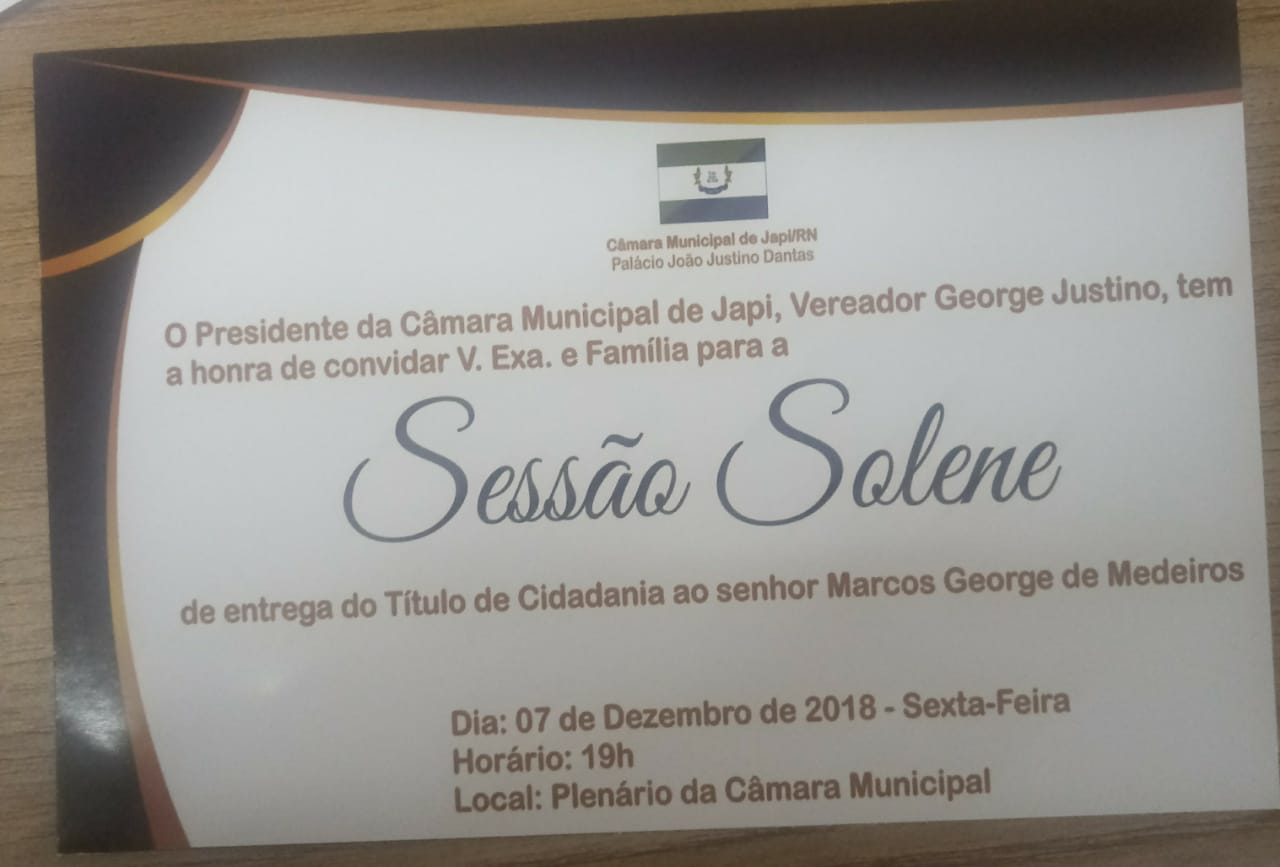 Câmara Municipal de Japi/RN
Palácio João Justino Dantas
O Presidente da Câmara Municipal de Japi, Vereador George Justino, tem
a honra de convidar V. Exa. e Família para a
Sessão Solene
de entrega do Título de Cidadania ao senhor Marcos George de Medeiros
Dia: 07 de Dezembro de 2018 - Sexta-Feira
Horário: 19h
Local: Plenário da Câmara Municipal